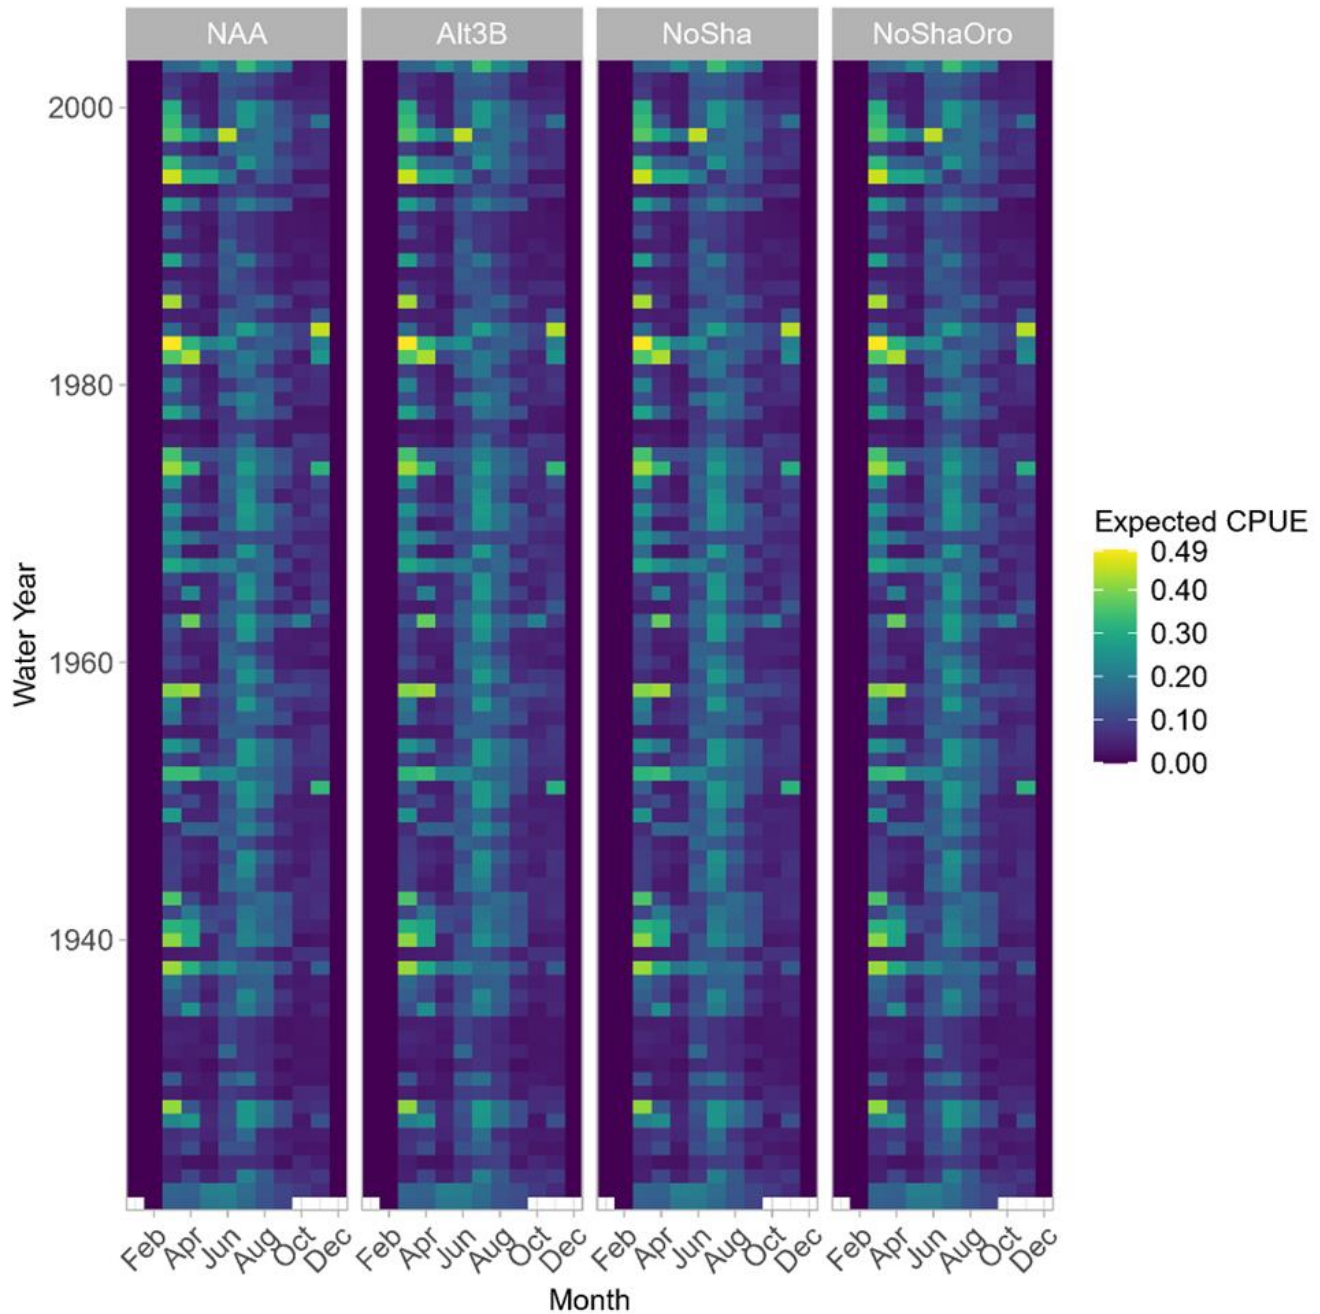 NAA Alt3B NoSha NoShaOro
2000
1980
1960
1940
Water Year
Expected CPUE
0.49
0.40
0.30
0.20
0.10
0.00
Feb Apr Jun Aug Oct Dec Feb Apr Jun Aug Oct Dec Feb Apr Jun Aug Oct Dec Feb Apr Jun Aug Oct Dec
Month